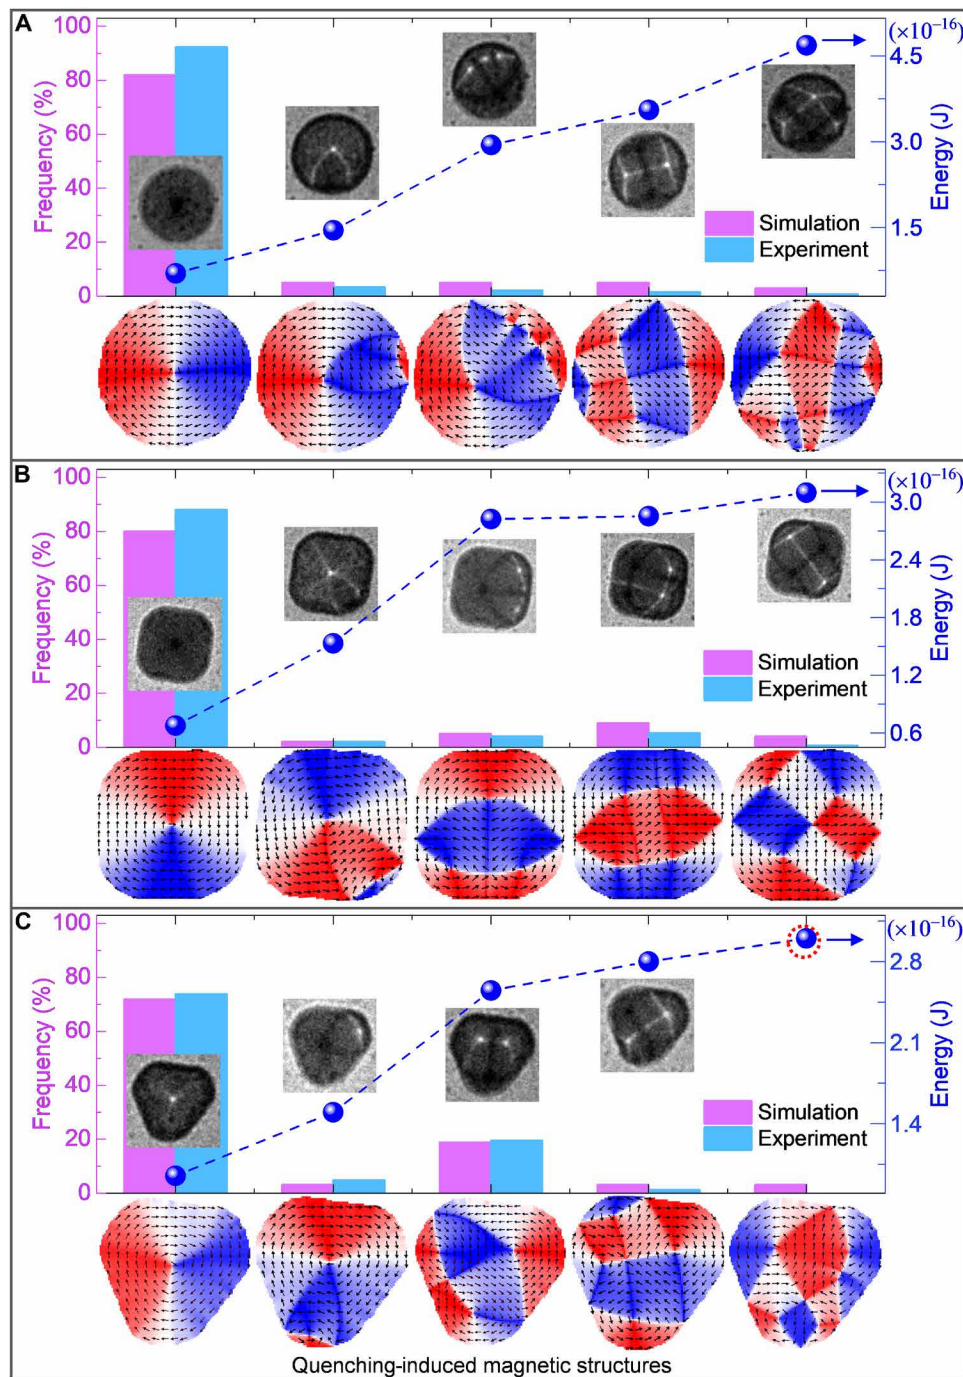 A
100
80
60
40
20
0
Frequency (%)
(×10⁻¹⁶)
4.5
3.0
1.5
Energy (J)
Simulation
Experiment
B
100
80
60
40
20
0
Frequency (%)
(×10⁻¹⁶)
3.0
2.4
1.8
1.2
0.6
Energy (J)
Simulation
Experiment
C
100
80
60
40
20
0
Frequency (%)
(×10⁻¹⁶)
2.8
2.1
1.4
Energy (J)
Simulation
Experiment
Quenching-induced magnetic structures